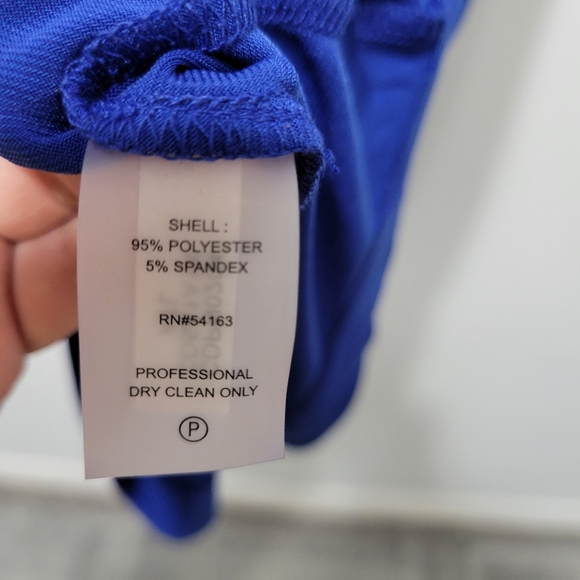 SHELL :
95% POLYESTER
5% SPANDEX
RN#54163
PROFESSIONAL
DRY CLEAN ONLY
P